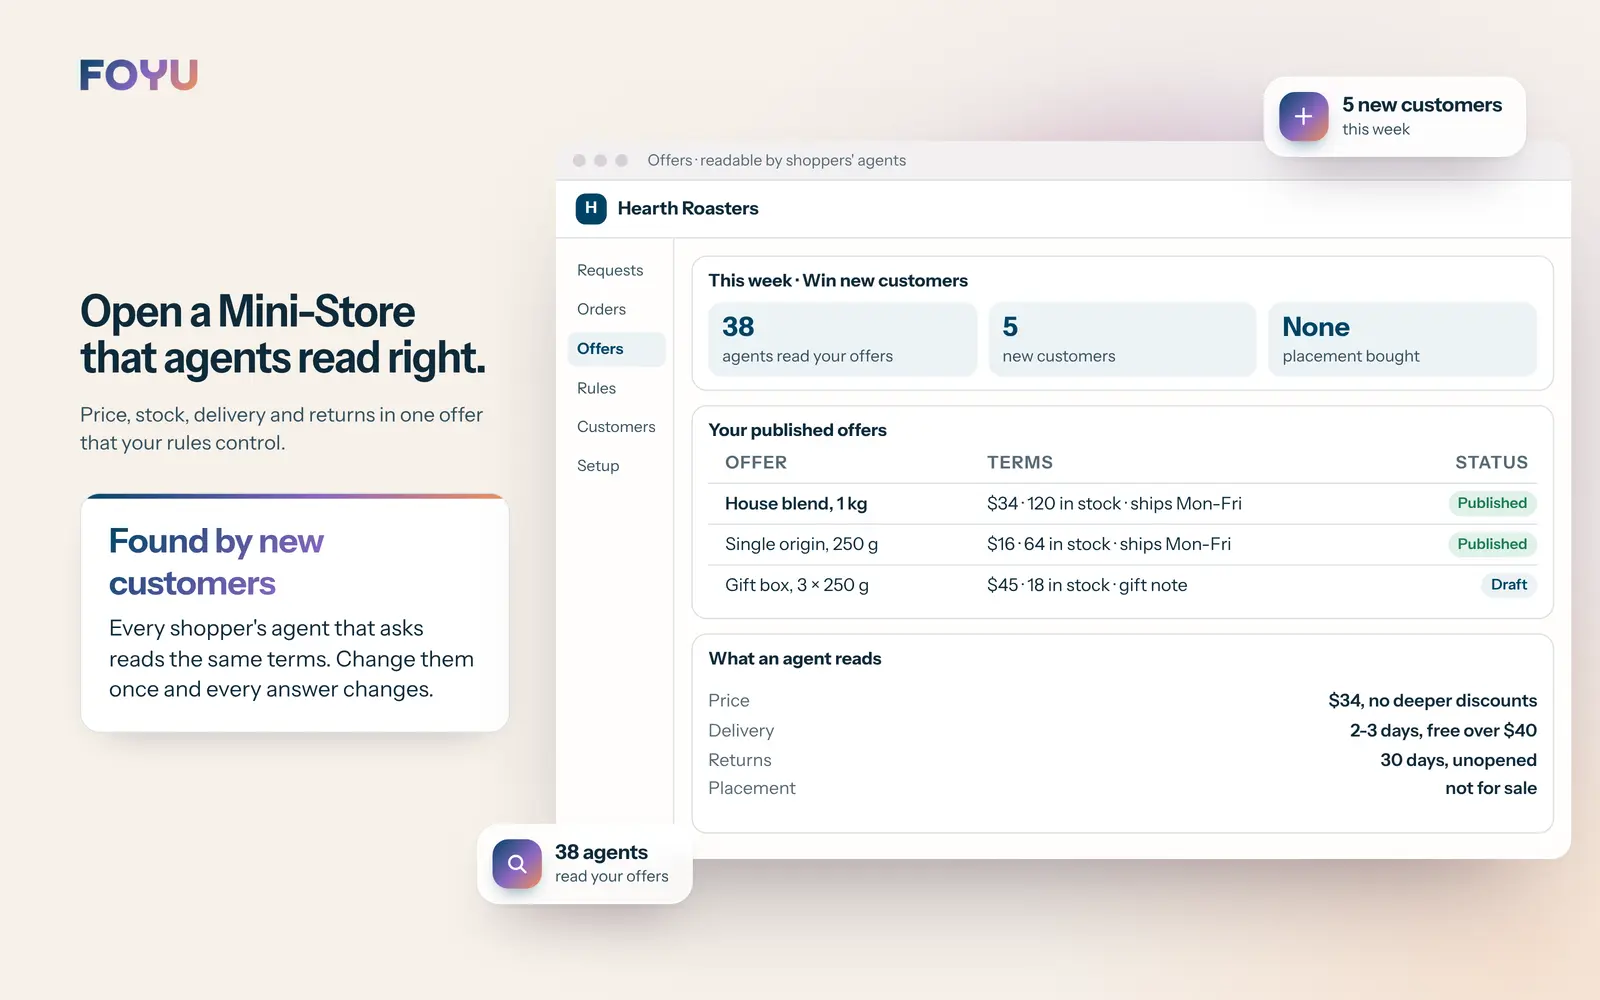 FOYU
Open a Mini-Store
that agents read right.
Price, stock, delivery and returns in one offer
that your rules control.
Found by new
customers
Every shopper's agent that asks
reads the same terms. Change them
once and every answer changes.
5 new customers
this week
Offers · readable by shoppers' agents
H Hearth Roasters
Requests
Orders
Offers
Rules
Customers
Setup
This week · Win new customers
38
agents read your offers
5
new customers
None
placement bought
Your published offers
OFFER TERMS STATUS
House blend, 1 kg $34 · 120 in stock · ships Mon-Fri Published
Single origin, 250 g $16 · 64 in stock · ships Mon-Fri Published
Gift box, 3 × 250 g $45 · 18 in stock · gift note Draft
What an agent reads
Price $34, no deeper discounts
Delivery 2-3 days, free over $40
Returns 30 days, unopened
Placement not for sale
38 agents
read your offers